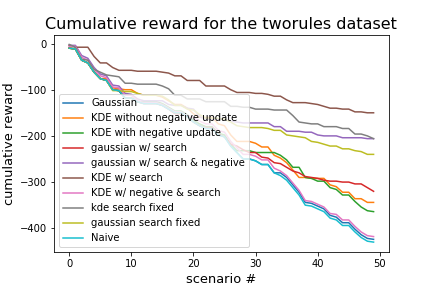 Cumulative reward for the tworules dataset
0
−100
−200
−300
−400
cumulative reward
Gaussian
KDE without negative update
KDE with negative update
gaussian w/ search
gaussian w/ search & negative
KDE w/ search
KDE w/ negative & search
kde search fixed
gaussian search fixed
Naive
0 10 20 30 40 50
scenario #